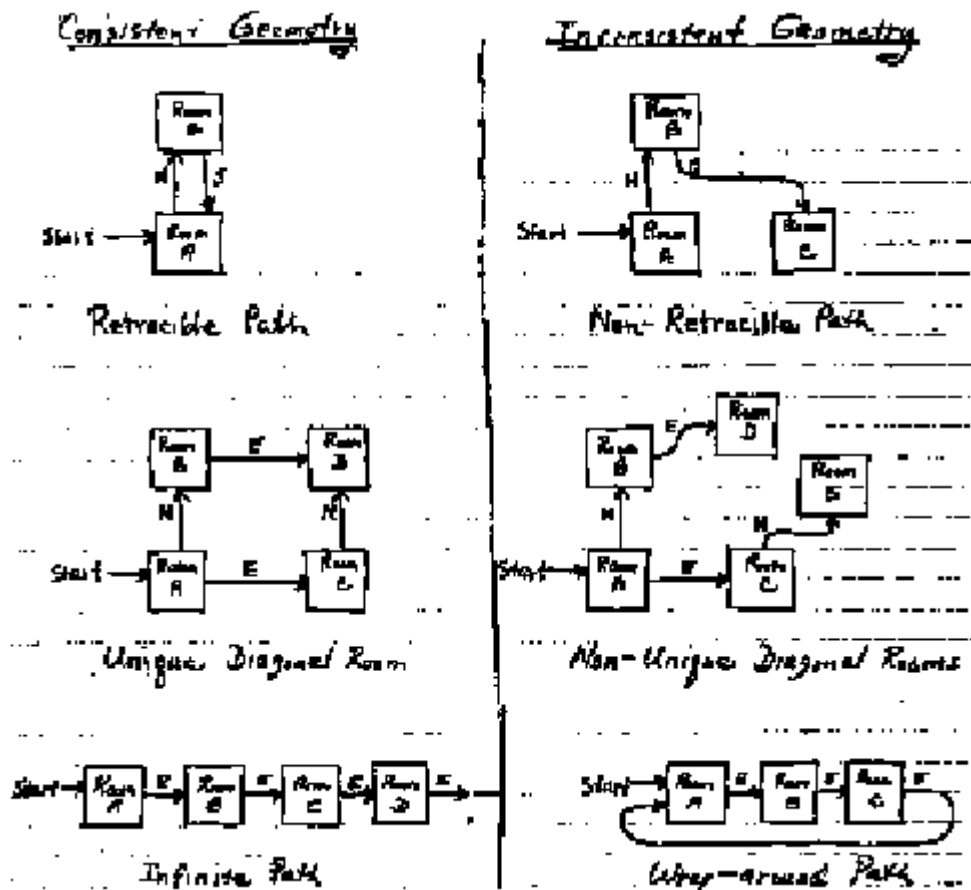 Consistent Geometry
Room
B
N
S
Start
Room
A
Retracible Path
Room
B
E
Room
D
N
N
Start
Room
A
E
Room
C
Unique Diagonal Room
Start
Room
A
E
Room
B
E
Room
C
E
Room
D
E
Infinite Path
Inconsistent Geometry
Room
B
N
S
Start
Room
A
Room
C
Non-Retracible Path
Room
B
E
Room
D
N
Room
N
Start
Room
A
E
Room
C
Non-Unique Diagonal Rooms
Start
Room
A
E
Room
B
E
Room
C
E
Wrap-around Path